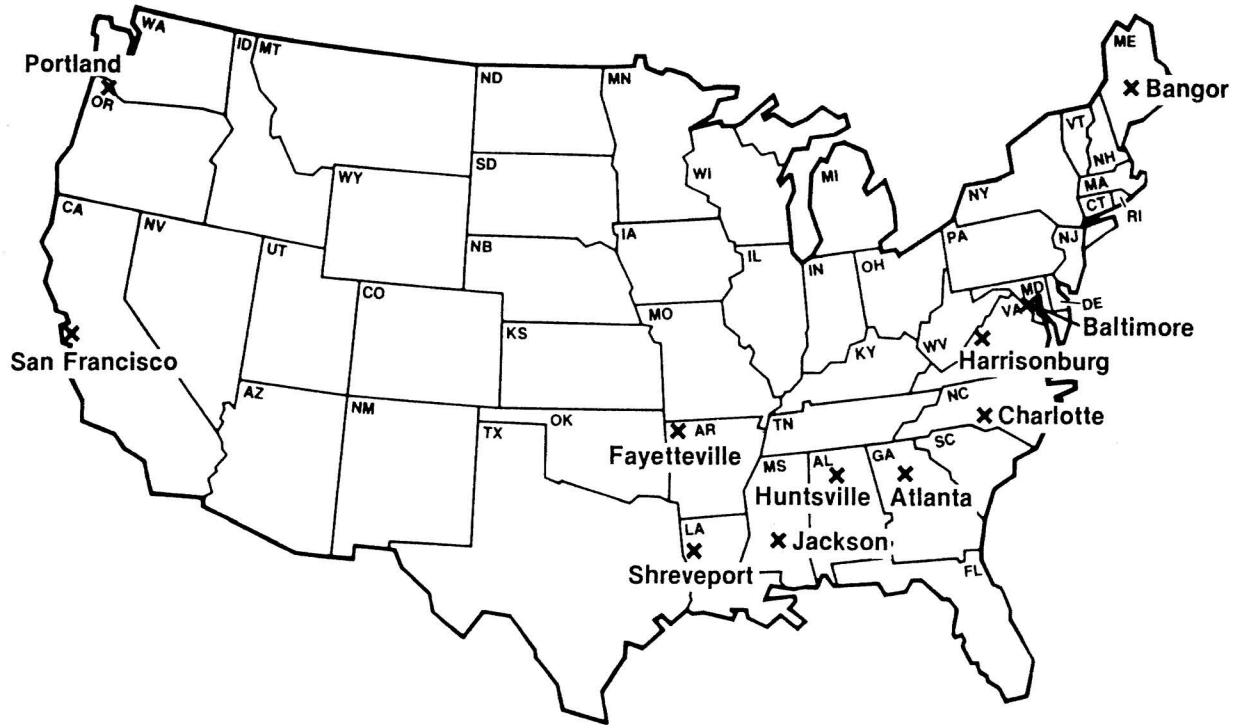 WA
ID
MT
Portland
OR
ND
MN
ME
Bangor
VT
NH
SD
WI
MI
WY
NY
MA
CT
RI
CA
NV
UT
NB
IA
PA
NJ
IL
IN
OH
CO
MO
MD
DE
VA
Baltimore
San Francisco
KS
KY
WV
Harrisonburg
AZ
NM
OK
TX
AR
TN
NC
Charlotte
SC
Fayetteville
MS
AL
GA
Huntsville
Atlanta
LA
Jackson
Shreveport
FL